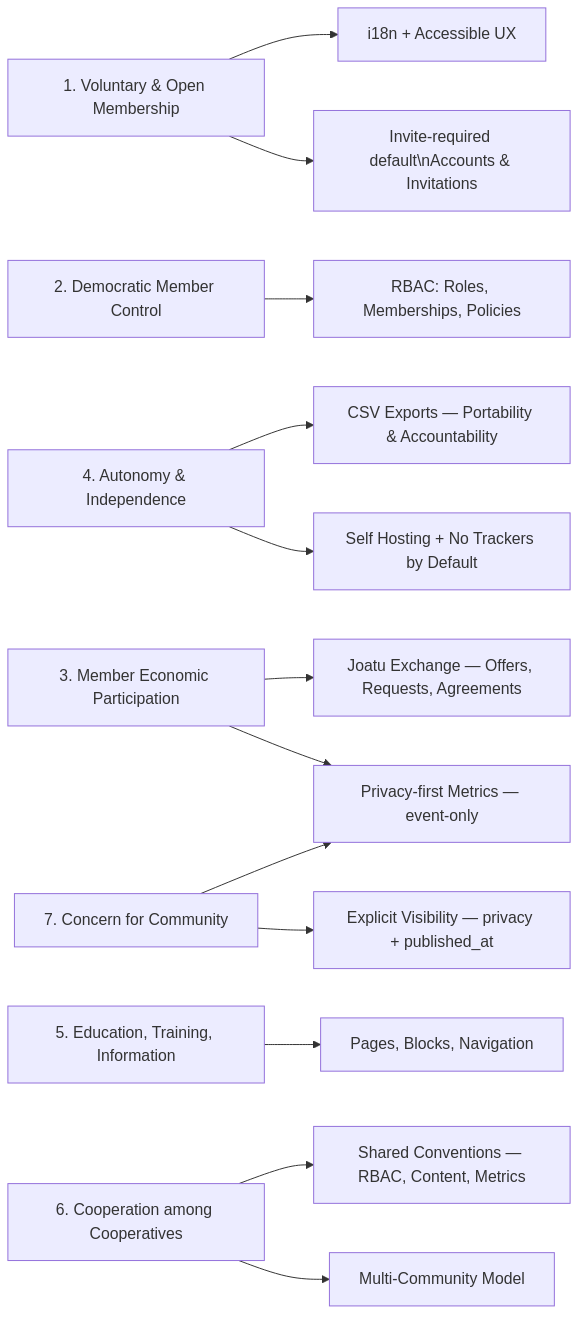 i18n + Accessible UX
1. Voluntary & Open
Membership
Invite-required
default\nAccounts &
Invitations
2. Democratic Member
Control
RBAC: Roles,
Memberships, Policies
CSV Exports — Portability
& Accountability
4. Autonomy &
Independence
Self Hosting + No Trackers
by Default
3. Member Economic
Participation
Joatu Exchange — Offers,
Requests, Agreements
Privacy-first Metrics —
event-only
7. Concern for Community
Explicit Visibility — privacy
+ published_at
5. Education, Training,
Information
Pages, Blocks, Navigation
Shared Conventions —
RBAC, Content, Metrics
6. Cooperation among
Cooperatives
Multi-Community Model